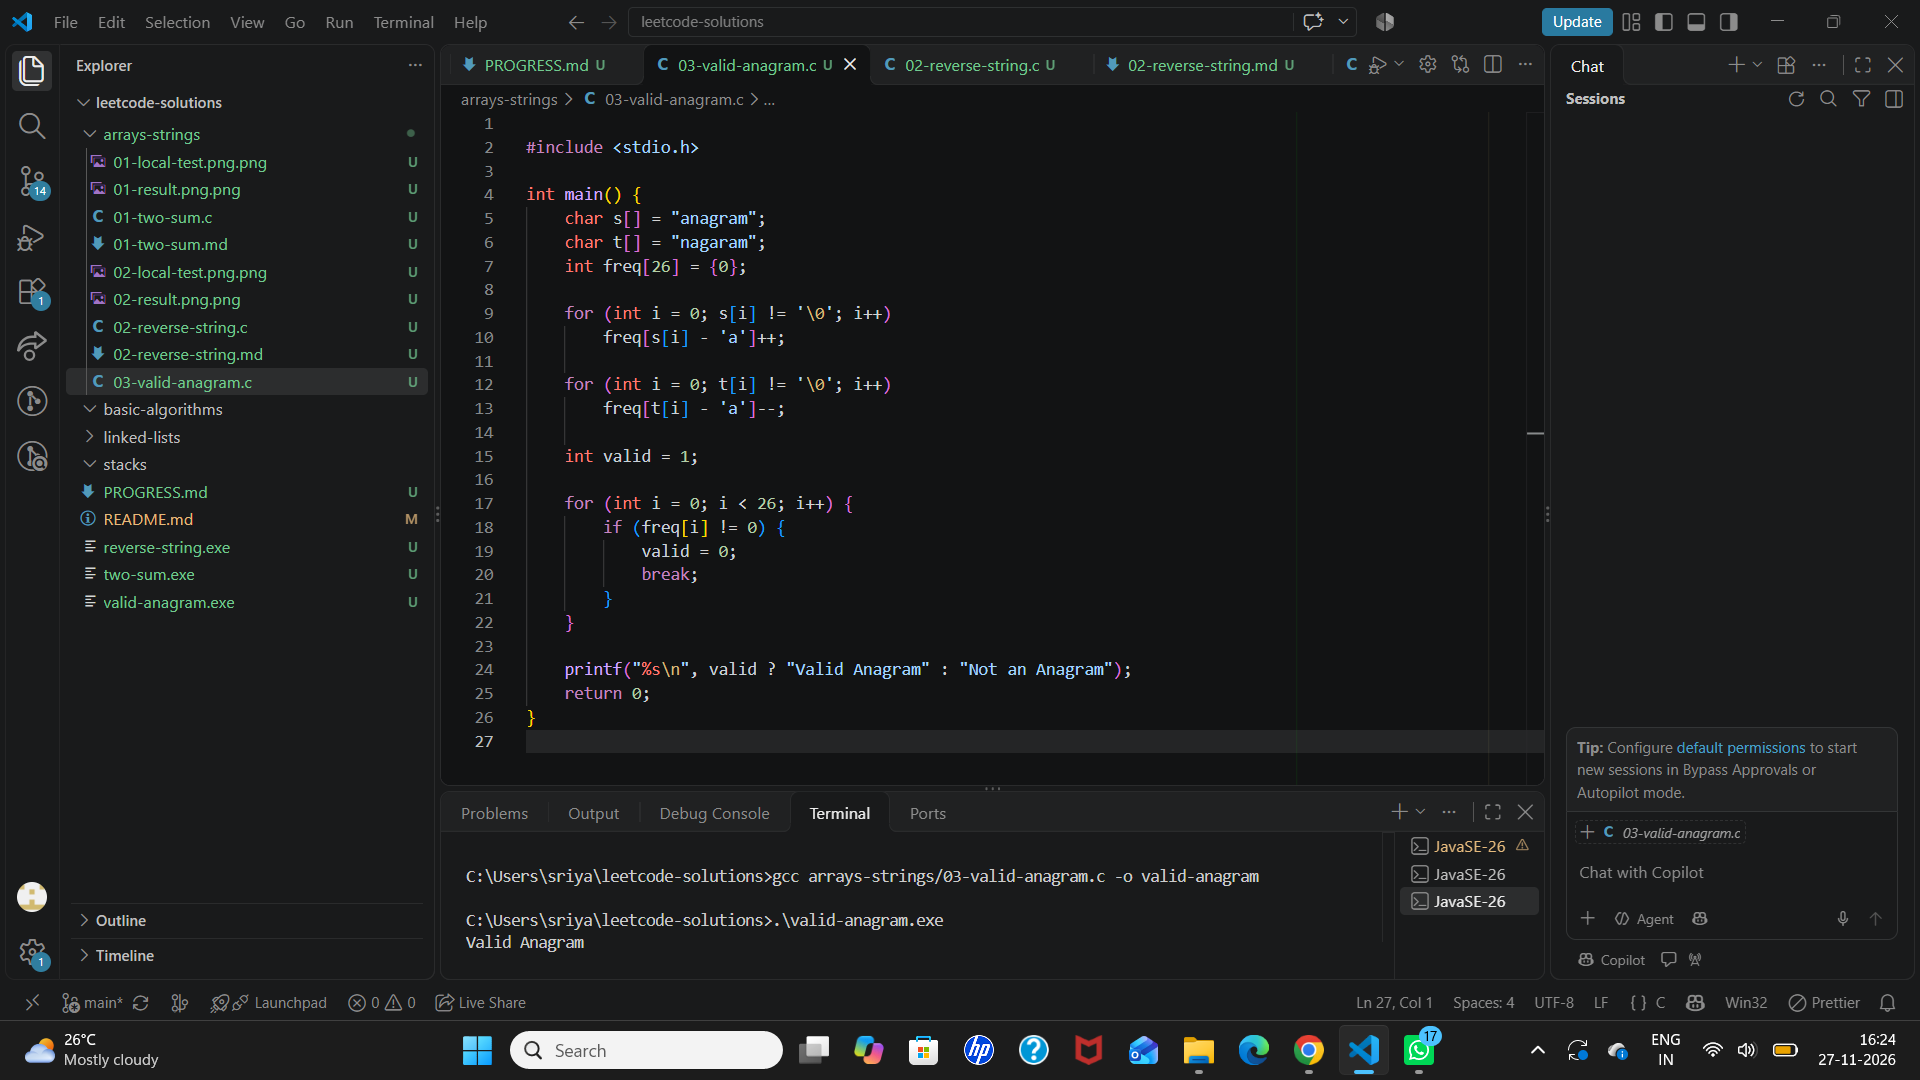 File Edit Selection View Go Run Terminal Help
leetcode-solutions
Update
Explorer
leetcode-solutions
arrays-strings
01-local-test.png.png U
01-result.png.png U
01-two-sum.c U
01-two-sum.md U
02-local-test.png.png U
02-result.png.png U
02-reverse-string.c U
02-reverse-string.md U
03-valid-anagram.c U
basic-algorithms
linked-lists
stacks
PROGRESS.md U
README.md M
reverse-string.exe U
two-sum.exe U
valid-anagram.exe U
Outline
Timeline
14
1
1
PROGRESS.md U
C 03-valid-anagram.c U
C 02-reverse-string.c U
02-reverse-string.md U
C
arrays-strings > C 03-valid-anagram.c > ...
1
2 #include <stdio.h>
3
4 int main() {
5 char s[] = "anagram";
6 char t[] = "nagaram";
7 int freq[26] = {0};
8
9 for (int i = 0; s[i] != '\0'; i++)
10 freq[s[i] - 'a']++;
11
12 for (int i = 0; t[i] != '\0'; i++)
13 freq[t[i] - 'a']--;
14
15 int valid = 1;
16
17 for (int i = 0; i < 26; i++) {
18 if (freq[i] != 0) {
19 valid = 0;
20 break;
21 }
22 }
23
24 printf("%s\n", valid ? "Valid Anagram" : "Not an Anagram");
25 return 0;
26 }
27
Problems Output Debug Console Terminal Ports
C:\Users\sriya\leetcode-solutions>gcc arrays-strings/03-valid-anagram.c -o valid-anagram
C:\Users\sriya\leetcode-solutions>.\valid-anagram.exe
Valid Anagram
JavaSE-26
JavaSE-26
JavaSE-26
Chat
Sessions
Tip: Configure default permissions to start
new sessions in Bypass Approvals or
Autopilot mode.
C 03-valid-anagram.c
Chat with Copilot
Agent
Copilot
main* Launchpad 0 0 Live Share
Ln 27, Col 1 Spaces: 4 UTF-8 LF { } C Win32 Prettier
26°C
Mostly cloudy
Search
hp
17
ENG
IN
16:24
27-11-2026